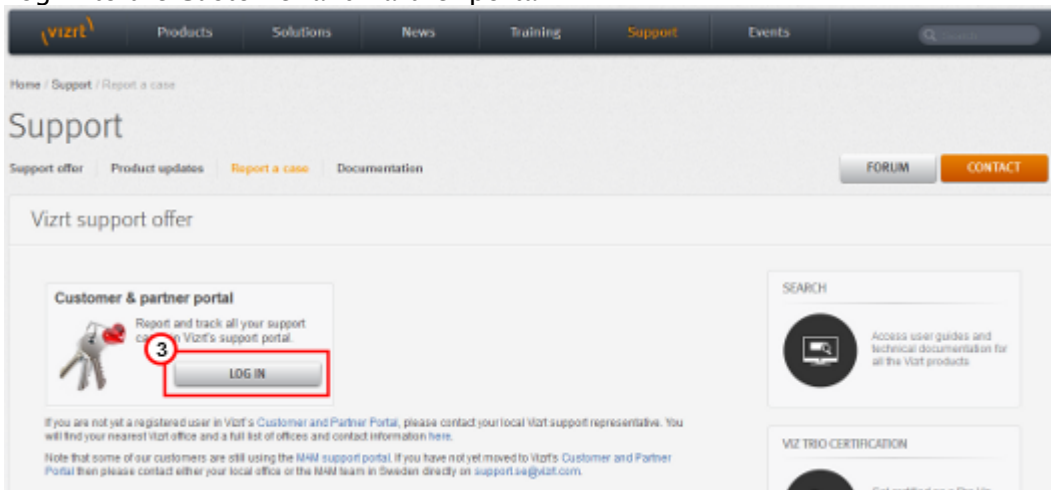 vizrt Products Solutions News Training Support Events Search
Home / Support / Report a case
Support
Support offer Product updates Report a case Documentation FORUM CONTACT
Vizrt support offer
Customer & partner portal
Report and track all your support
in Vizrt's support portal.
3
LOG IN
SEARCH
Access user guides and
technical documentation for
all the Vizrt products
If you are not yet a registered user in Vizrt's Customer and Partner Portal, please contact your local Vizrt support representative. You
will find your nearest Vizrt office and a full list of offices and contact information here.
Note that some of our customers are still using the MAM support portal. If you have not yet moved to Vizrt's Customer and Partner
Portal then please contact either your local office or the MAM team in Sweden directly on support.se@vizrt.com.
VIZ TRIO CERTIFICATION